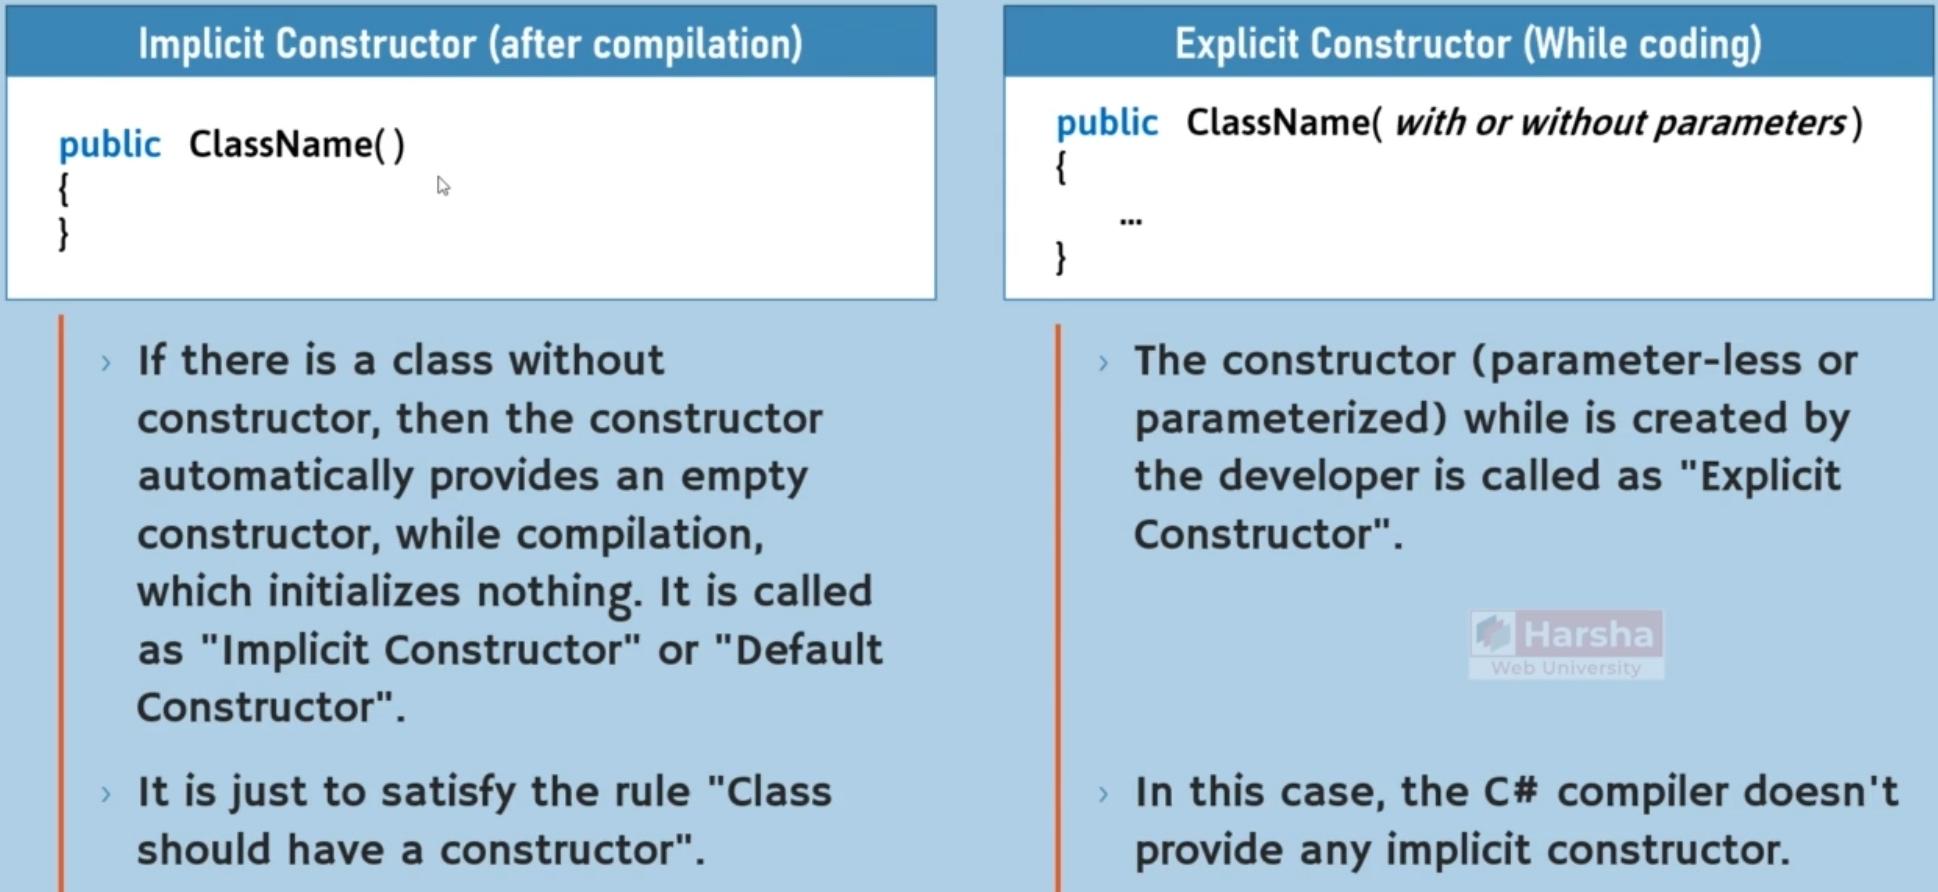 Implicit Constructor (after compilation)
public ClassName( )
{
}
› If there is a class without
constructor, then the constructor
automatically provides an empty
constructor, while compilation,
which initializes nothing. It is called
as "Implicit Constructor" or "Default
Constructor".
› It is just to satisfy the rule "Class
should have a constructor".
Explicit Constructor (While coding)
public ClassName( with or without parameters )
{
...
}
› The constructor (parameter-less or
parameterized) while is created by
the developer is called as "Explicit
Constructor".
Harsha
Web University
› In this case, the C# compiler doesn't
provide any implicit constructor.